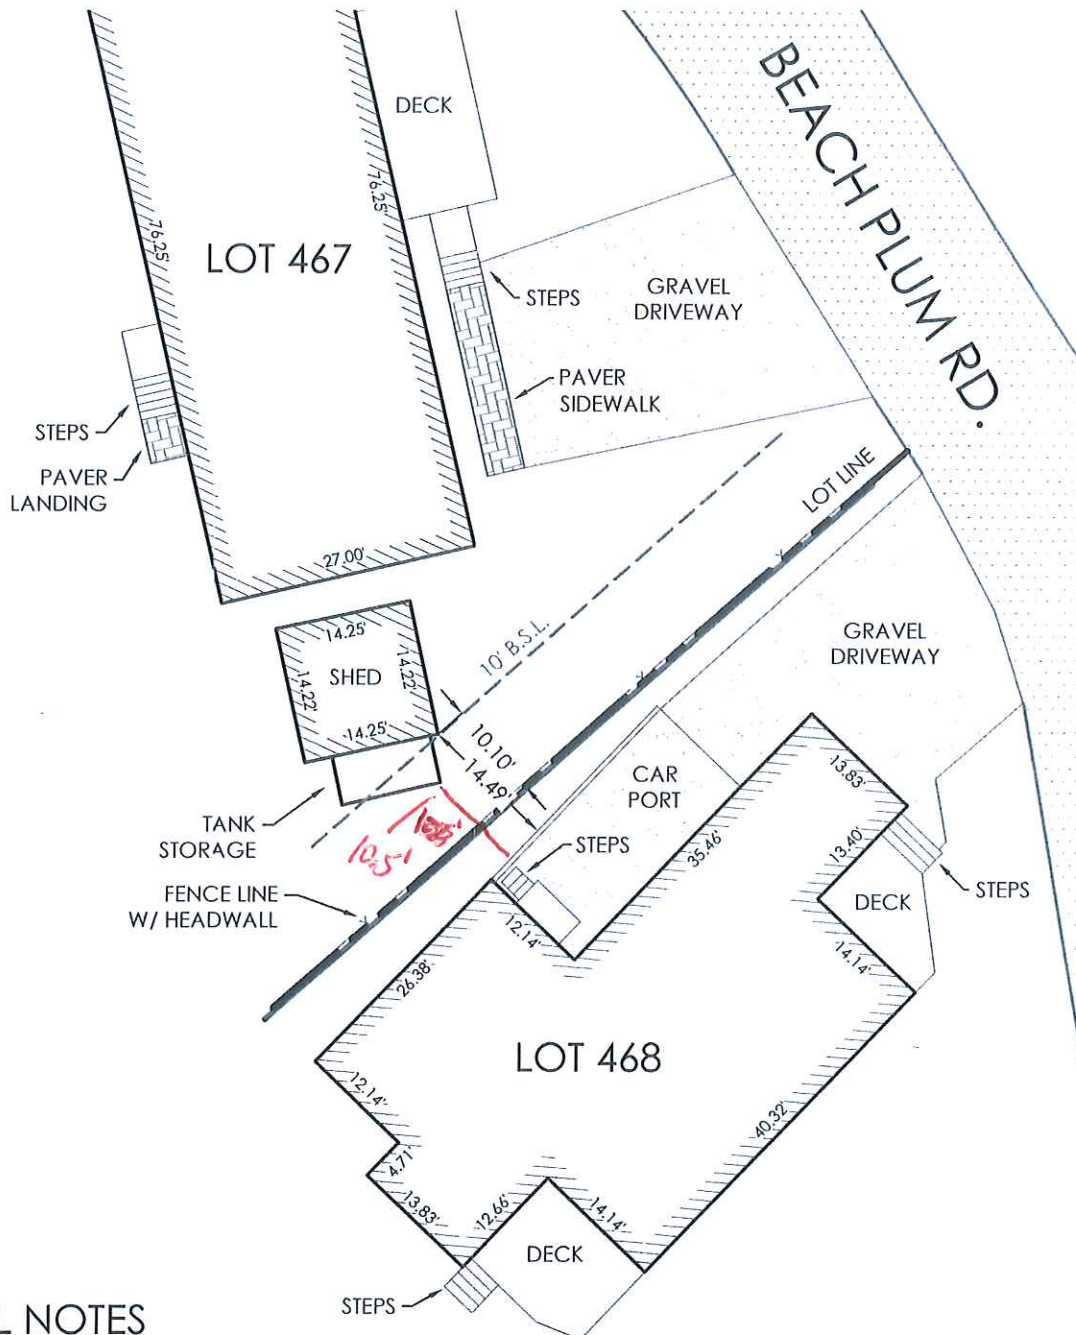 DECK
BEACH PLUM RD.
76.25'
76.25'
LOT 467
STEPS
GRAVEL
DRIVEWAY
PAVER
SIDEWALK
STEPS
PAVER
LANDING
LOT LINE
27.00'
14.25'
14.22'
SHED
14.22'
14.25'
10' B.S.L.
GRAVEL
DRIVEWAY
10.10'
14.49'
CAR
PORT
13.83'
TANK
STORAGE
10.5'
STEPS
35.46'
13.40'
DECK
STEPS
FENCE LINE
W/ HEADWALL
12.14'
14.14'
26.38'
LOT 468
12.14'
40.32'
4.71'
13.83'
12.66'
14.14'
DECK
STEPS
L NOTES